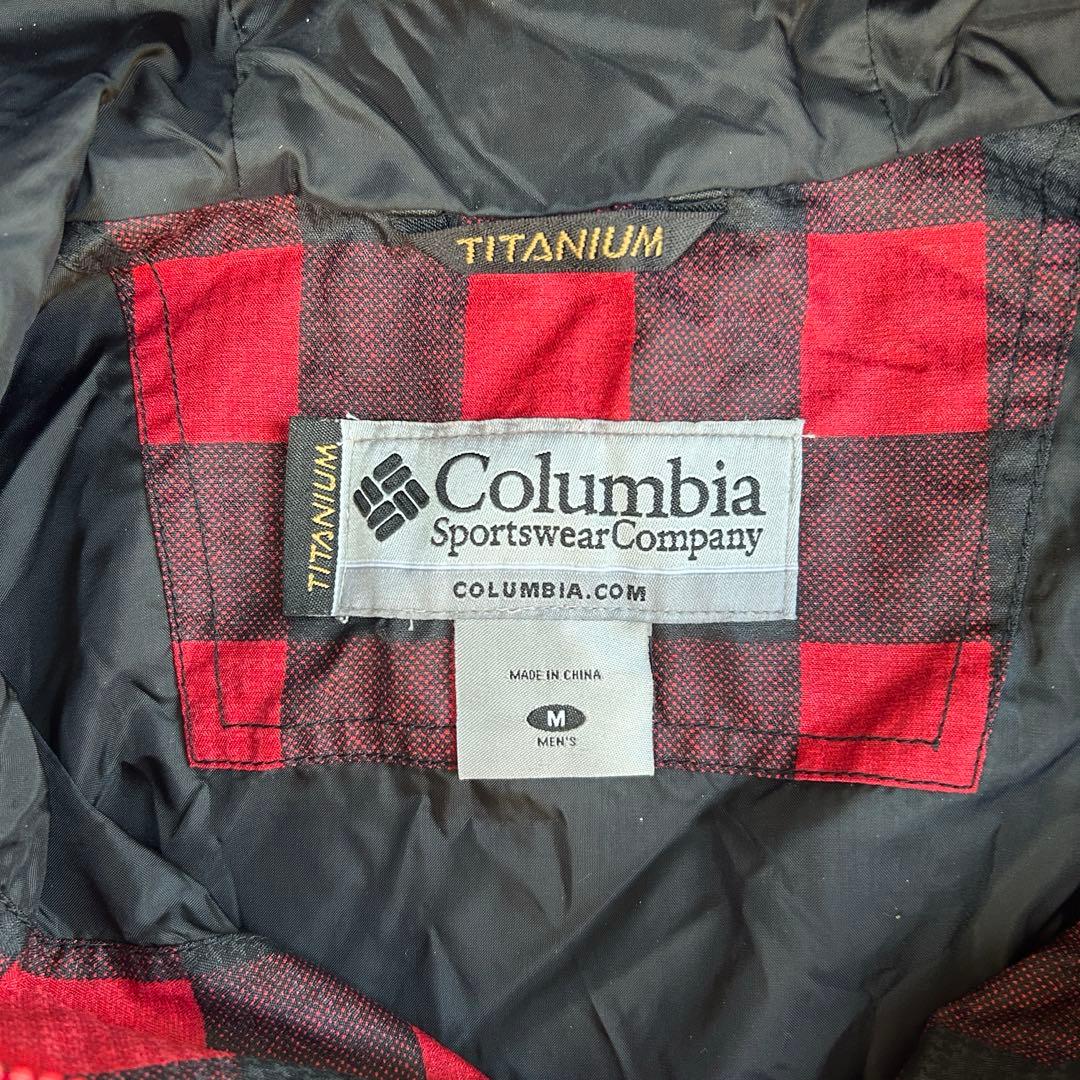 TITANIUM
TITANIUM
Columbia
SportswearCompany
COLUMBIA.COM
MADE IN CHINA
M
MEN'S